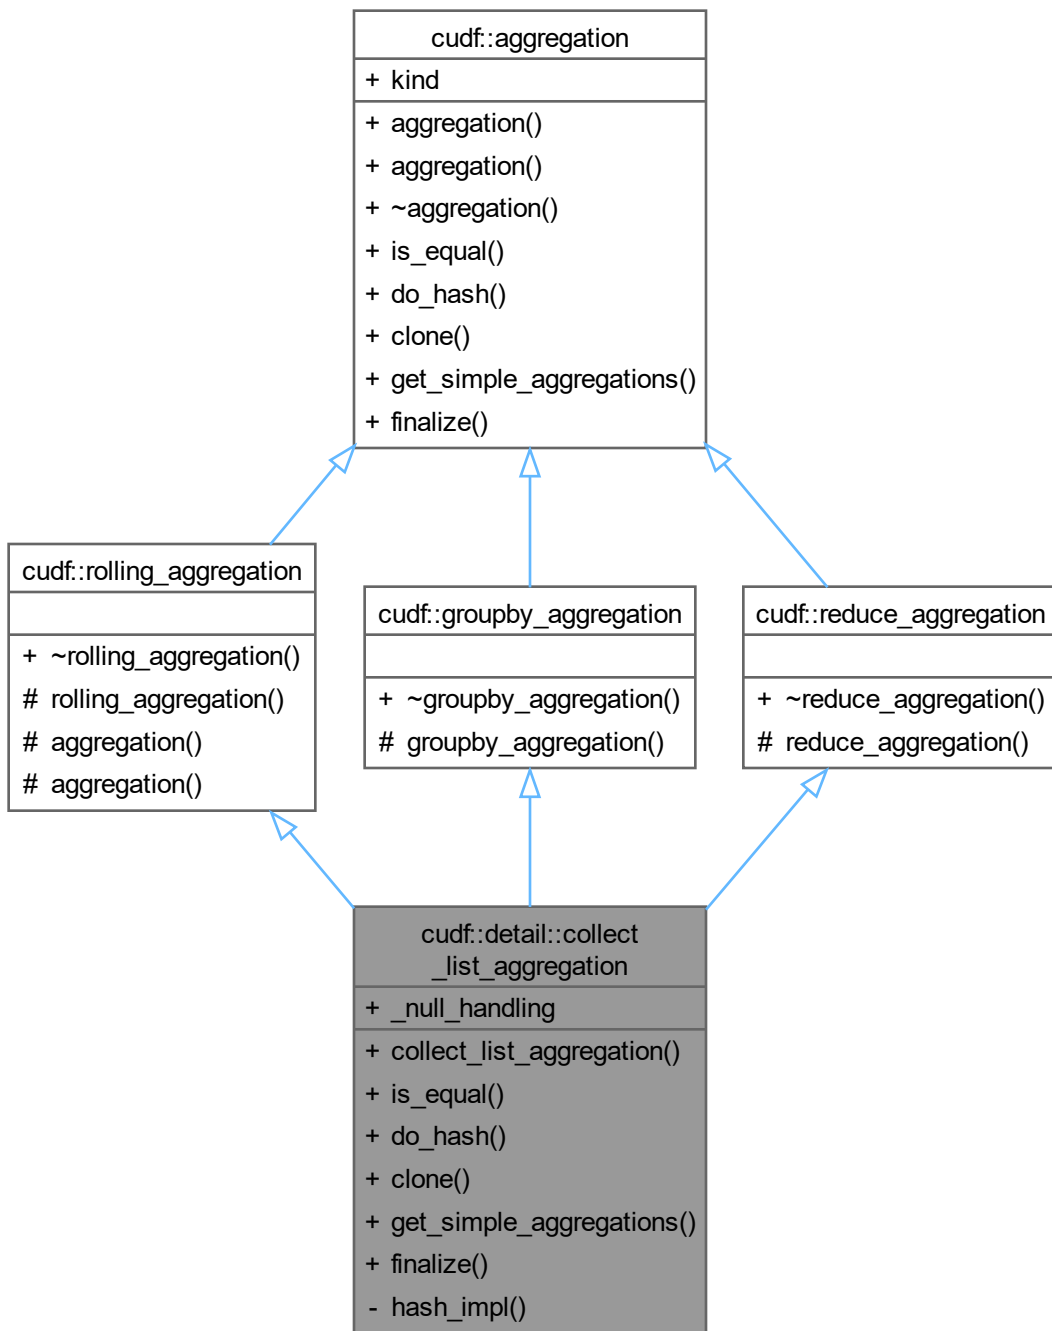 cudf::aggregation
+ kind
+ aggregation()
+ aggregation()
+ ~aggregation()
+ is_equal()
+ do_hash()
+ clone()
+ get_simple_aggregations()
+ finalize()
cudf::rolling_aggregation
+ ~rolling_aggregation()
# rolling_aggregation()
# aggregation()
# aggregation()
cudf::groupby_aggregation
+ ~groupby_aggregation()
# groupby_aggregation()
cudf::reduce_aggregation
+ ~reduce_aggregation()
# reduce_aggregation()
cudf::detail::collect
_list_aggregation
+ _null_handling
+ collect_list_aggregation()
+ is_equal()
+ do_hash()
+ clone()
+ get_simple_aggregations()
+ finalize()
- hash_impl()